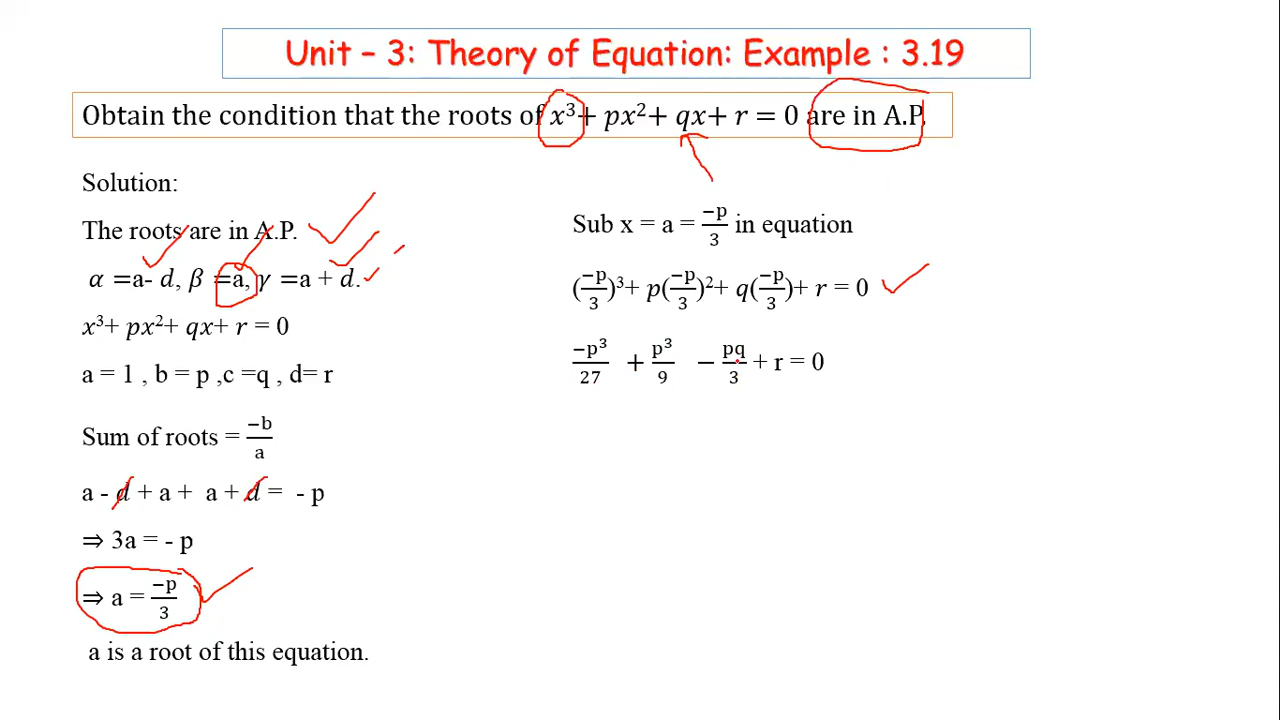 Unit – 3: Theory of Equation: Example : 3.19
Obtain the condition that the roots of x³+ px²+ qx+ r = 0 are in A.P.
Solution:
The roots are in A.P.
α =a- d, β =a, γ =a + d.
x³+ px²+ qx+ r = 0
a = 1 , b = p ,c =q , d= r
Sum of roots = −b/a
a - d + a + a + d = - p
⇒ 3a = - p
⇒ a = −p/3
a is a root of this equation.
Sub x = a = −p/3 in equation
(−p/3)³+ p(−p/3)²+ q(−p/3)+ r = 0
−p³/27 + p³/9 − pq/3 + r = 0